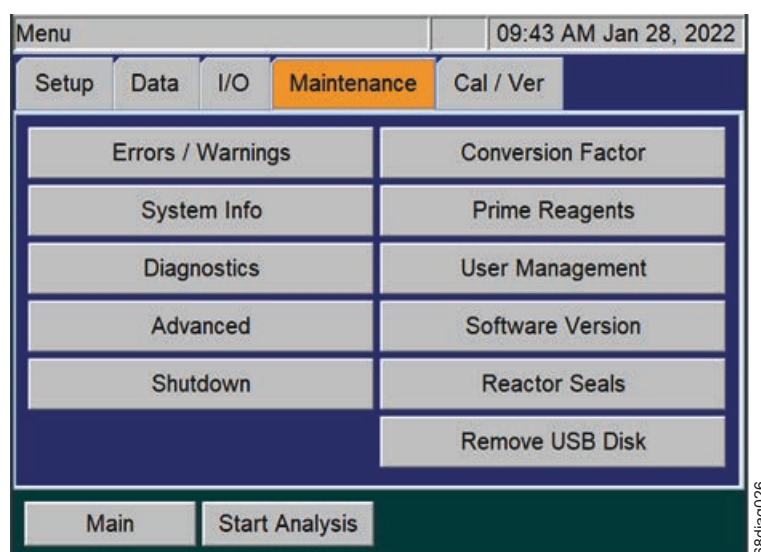 Menu 09:43 AM Jan 28, 2022
Setup Data I/O Maintenance Cal / Ver
Errors / Warnings Conversion Factor
System Info Prime Reagents
Diagnostics User Management
Advanced Software Version
Shutdown Reactor Seals
Remove USB Disk
Main Start Analysis